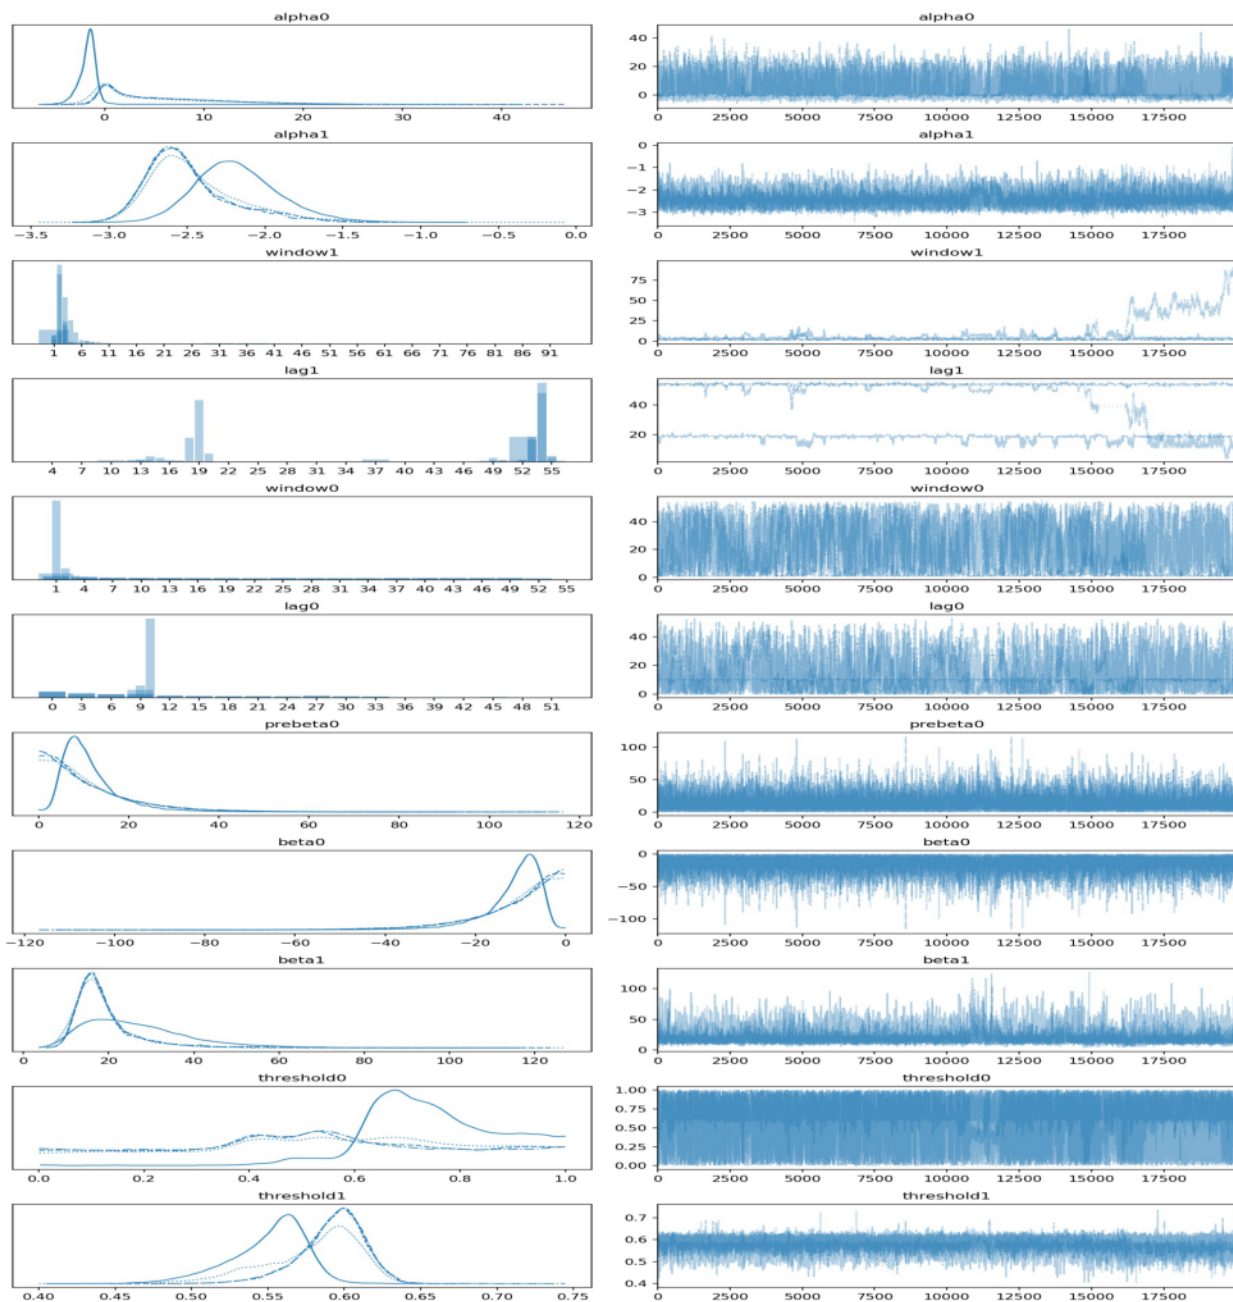 alpha0 alpha0
40
20
0
0 10 20 30 40 0 2500 5000 7500 10000 12500 15000 17500
alpha1 alpha1
0
−1
−2
−3
−3.5 −3.0 −2.5 −2.0 −1.5 −1.0 −0.5 0.0 0 2500 5000 7500 10000 12500 15000 17500
window1 window1
75
50
25
0
1 6 11 16 21 26 31 36 41 46 51 56 61 66 71 76 81 86 91 0 2500 5000 7500 10000 12500 15000 17500
lag1 lag1
40
20
4 7 10 13 16 19 22 25 28 31 34 37 40 43 46 49 52 55 0 2500 5000 7500 10000 12500 15000 17500
window0 window0
40
20
0
1 4 7 10 13 16 19 22 25 28 31 34 37 40 43 46 49 52 55 0 2500 5000 7500 10000 12500 15000 17500
lag0 lag0
40
20
0
0 3 6 9 12 15 18 21 24 27 30 33 36 39 42 45 48 51 0 2500 5000 7500 10000 12500 15000 17500
prebeta0 prebeta0
100
50
0
0 20 40 60 80 100 120 0 2500 5000 7500 10000 12500 15000 17500
beta0 beta0
0
−50
−100
−120 −100 −80 −60 −40 −20 0 0 2500 5000 7500 10000 12500 15000 17500
beta1 beta1
100
50
0
0 20 40 60 80 100 120 0 2500 5000 7500 10000 12500 15000 17500
threshold0 threshold0
1.00
0.75
0.50
0.25
0.00
0.0 0.2 0.4 0.6 0.8 1.0 0 2500 5000 7500 10000 12500 15000 17500
threshold1 threshold1
0.7
0.6
0.5
0.4
0.40 0.45 0.50 0.55 0.60 0.65 0.70 0.75 0 2500 5000 7500 10000 12500 15000 17500